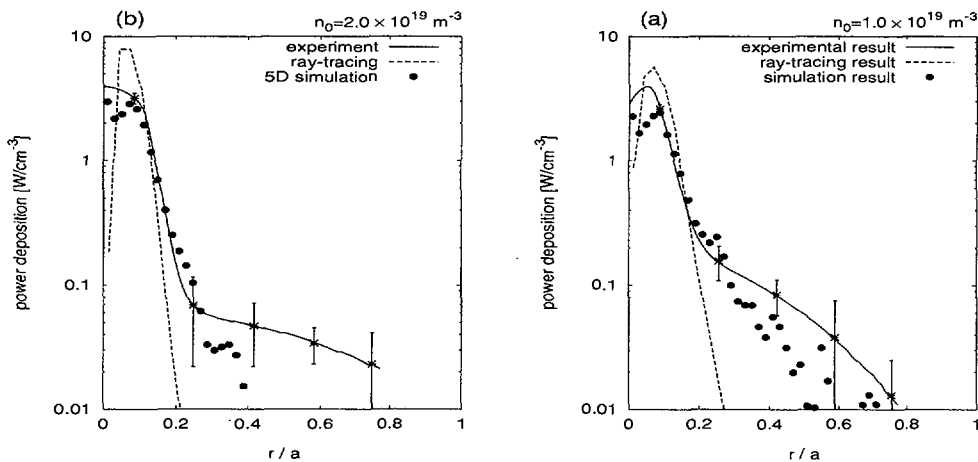 (b)
n₀=2.0 × 10¹⁹ m⁻³
experiment
ray-tracing
5D simulation
power deposition [W/cm⁻³]
10
1
0.1
0.01
0
0.2
0.4
0.6
0.8
1
r / a
(a)
n₀=1.0 × 10¹⁹ m⁻³
experimental result
ray-tracing result
simulation result
power deposition [W/cm⁻³]
10
1
0.1
0.01
0
0.2
0.4
0.6
0.8
1
r / a